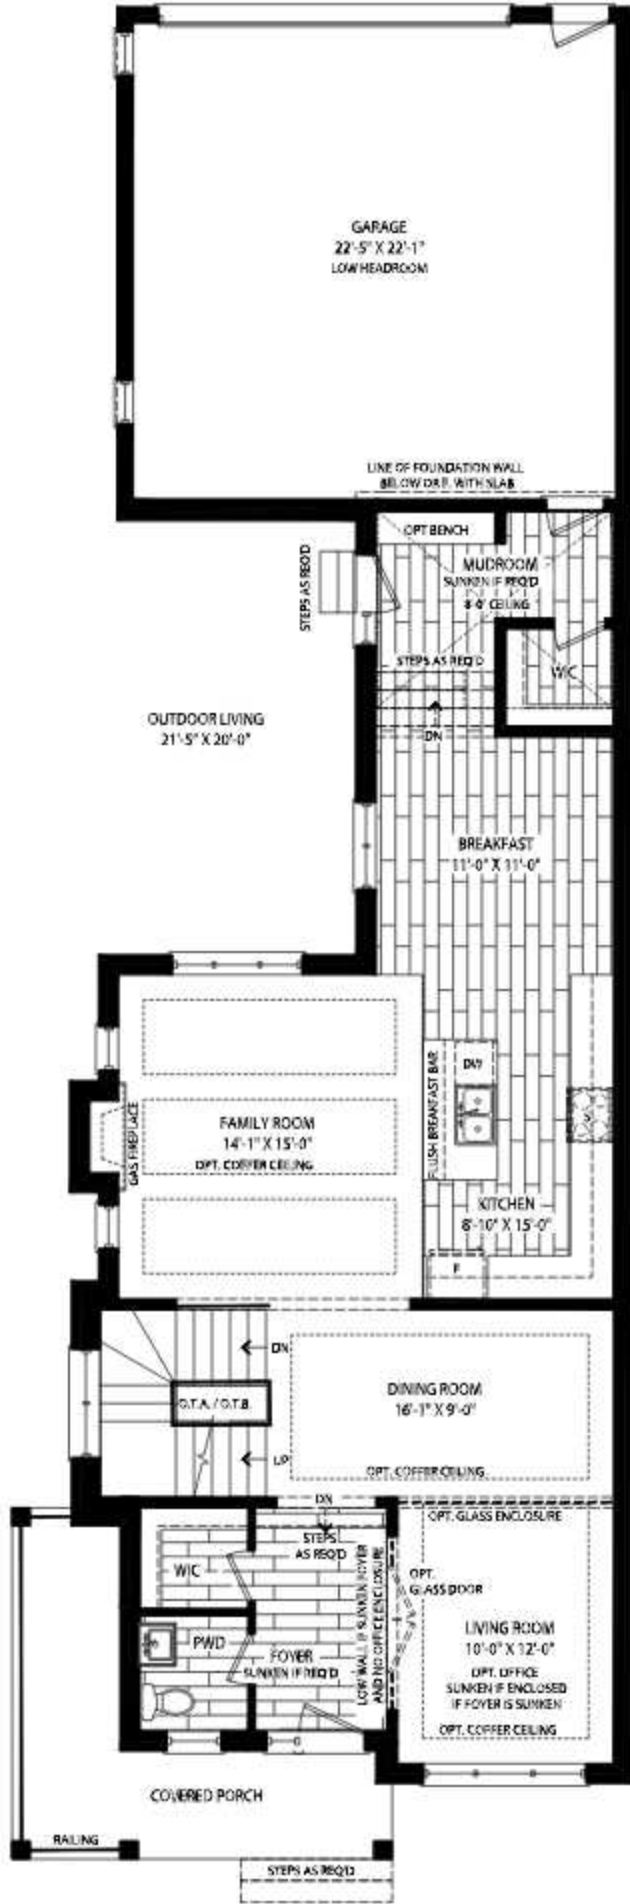 GARAGE
22'-5" X 22'-1"
LOW HEADROOM
LINE OF FOUNDATION WALL
BELOW WITH SLAB
OPT BENCH
MUDROOM
SUNKEN IF REQ'D
8'-0" CEILING
STEPS AS REQ'D
STEPS AS REQ'D
WIC
DN
OUTDOOR LIVING
21'-5" X 20'-0"
BREAKFAST
11'-0" X 11'-0"
DW
FLUSH BREAKFAST BAR
GAS FIREPLACE
FAMILY ROOM
14'-1" X 15'-0"
OPT. COFFER CEILING
KITCHEN
8'-10" X 15'-0"
F
DN
DINING ROOM
16'-1" X 9'-0"
O.T.A. / O.T.B.
UP
OPT. COFFER CEILING
DN
STEPS
AS REQ'D
OPT. GLASS ENCLOSURE
WIC
LOW WALL IF SUNKEN FOYER
AND NO OFFICE ENCLOSURE
OPT.
GLASS DOOR
PWD
FOYER
SUNKEN IF REQ'D
LIVING ROOM
10'-0" X 12'-0"
OPT. OFFICE
SUNKEN IF ENCLOSED
IF FOYER IS SUNKEN
OPT. COFFER CEILING
COVERED PORCH
RAILING
STEPS AS REQ'D